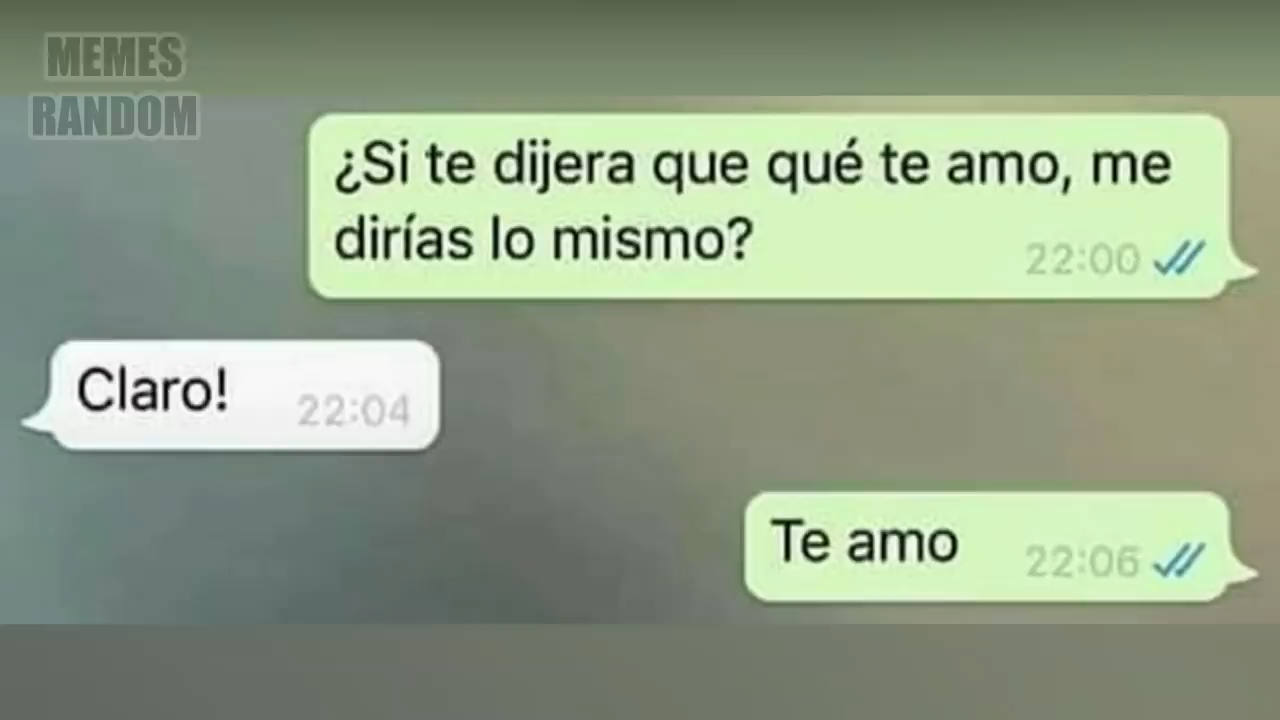 MEMES
RANDOM
¿Si te dijera que qué te amo, me
dirías lo mismo?
22:00
Claro!
22:04
Te amo
22:06